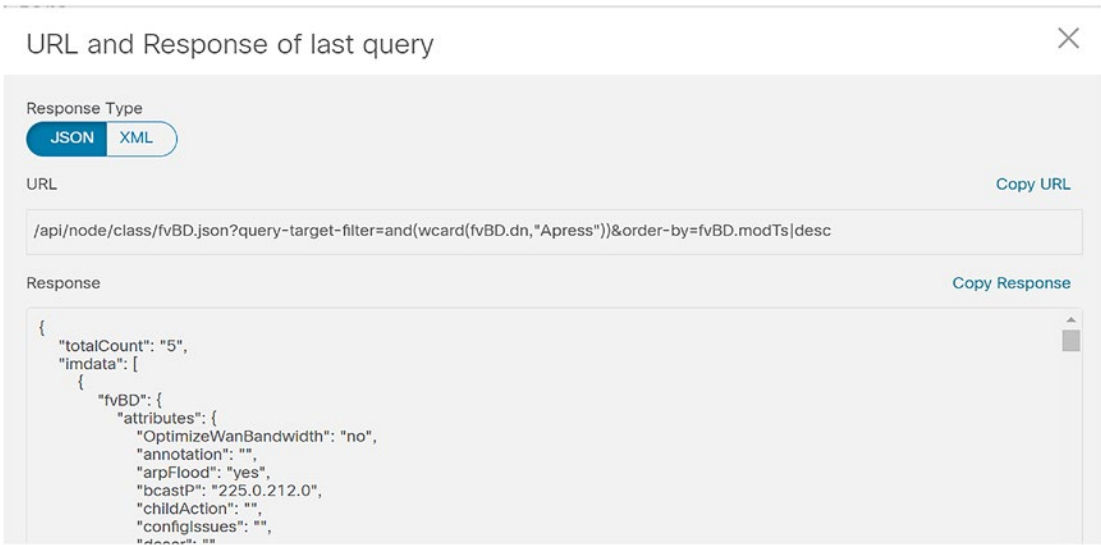 URL and Response of last query
Response Type
JSON XML
URL Copy URL
/api/node/class/fvBD.json?query-target-filter=and(wcard(fvBD.dn,"Apress"))&order-by=fvBD.modTs|desc
Response Copy Response
{
"totalCount": "5",
"imdata": [
{
"fvBD": {
"attributes": {
"OptimizeWanBandwidth": "no",
"annotation": "",
"arpFlood": "yes",
"bcastP": "225.0.212.0",
"childAction": "",
"configIssues": "",